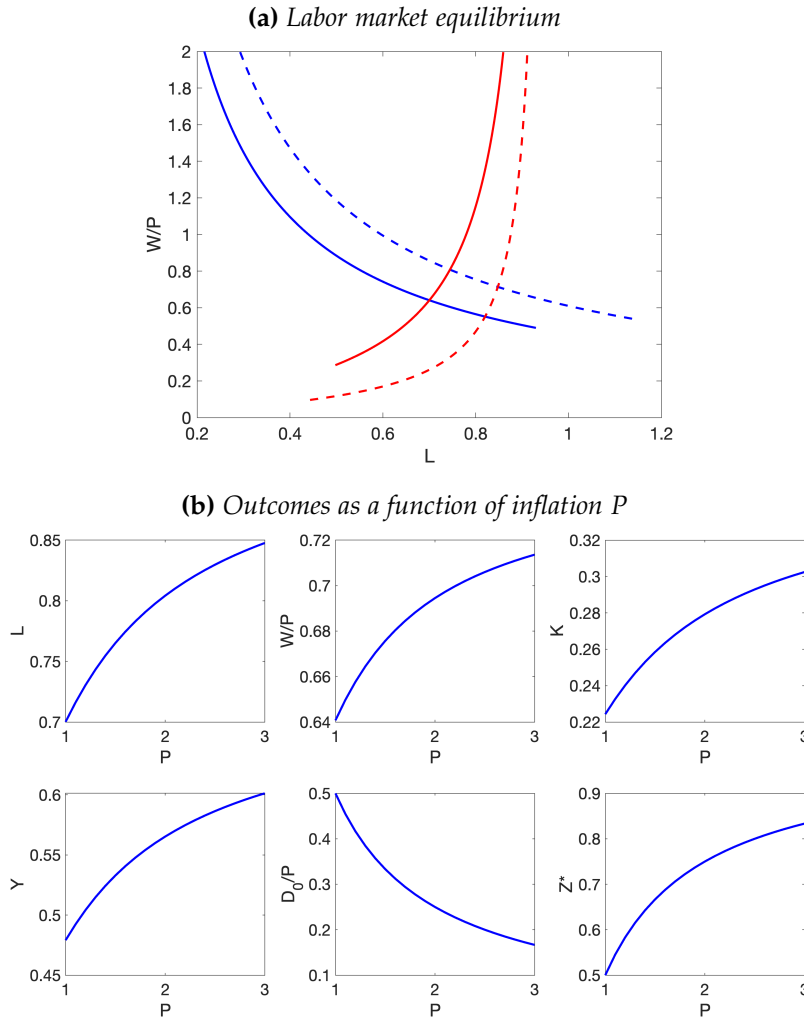 (a) Labor market equilibrium
2
1.8
1.6
1.4
1.2
1
0.8
0.6
0.4
0.2
0
W/P
0.2 0.4 0.6 0.8 1 1.2
L
(b) Outcomes as a function of inflation P
0.85
0.8
0.75
0.7
L
1 2 3
P
0.72
0.7
0.68
0.66
0.64
W/P
1 2 3
P
0.32
0.3
0.28
0.26
0.24
0.22
K
1 2 3
P
0.6
0.55
0.5
0.45
Y
1 2 3
P
0.5
0.4
0.3
0.2
0.1
D₀/P
1 2 3
P
0.9
0.8
0.7
0.6
0.5
Z*
1 2 3
P